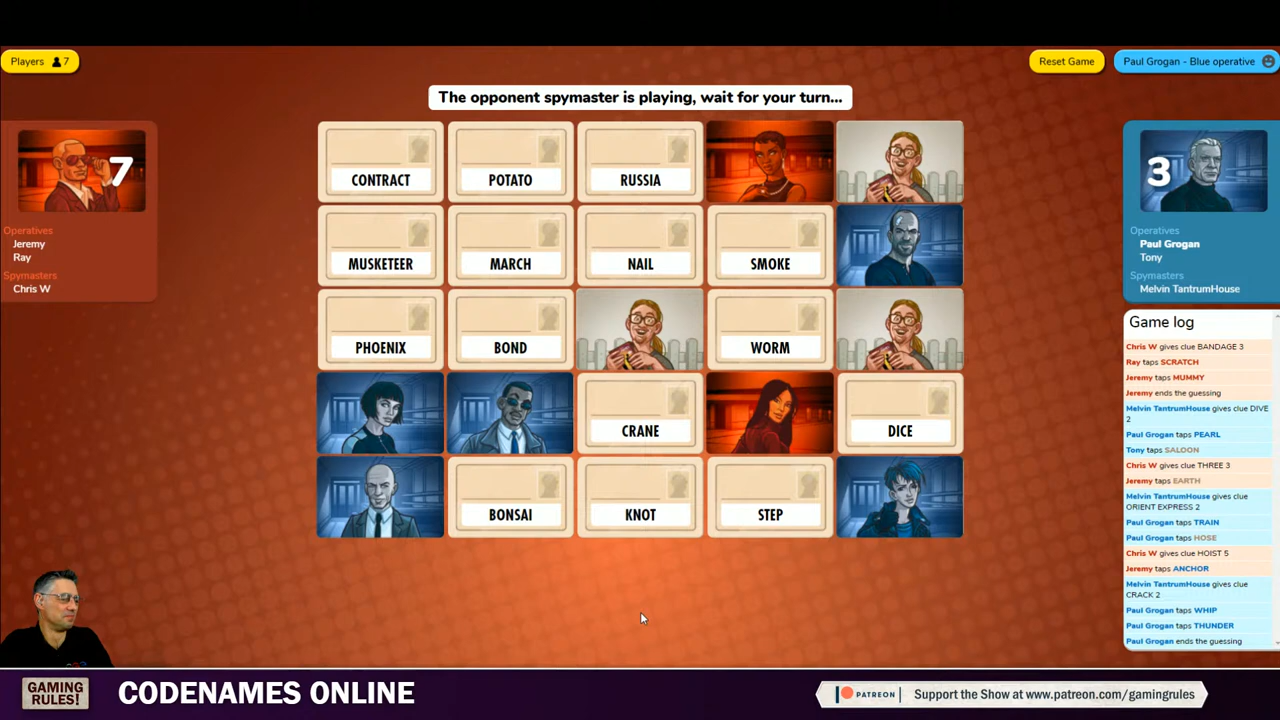 Players 7
Reset Game
Paul Grogan - Blue operative
The opponent spymaster is playing, wait for your turn...
7
Operatives
Jeremy
Ray
Spymasters
Chris W
CONTRACT
POTATO
RUSSIA
MUSKETEER
MARCH
NAIL
SMOKE
PHOENIX
BOND
WORM
CRANE
DICE
BONSAI
KNOT
STEP
3
Operatives
Paul Grogan
Tony
Spymasters
Melvin TantrumHouse
Game log
Chris W gives clue BANDAGE 3
Ray taps SCRATCH
Jeremy taps MUMMY
Jeremy ends the guessing
Melvin TantrumHouse gives clue DIVE
2
Paul Grogan taps PEARL
Tony taps SALOON
Chris W gives clue THREE 3
Jeremy taps EARTH
Melvin TantrumHouse gives clue
ORIENT EXPRESS 2
Paul Grogan taps TRAIN
Paul Grogan taps HOSE
Chris W gives clue HOIST 5
Jeremy taps ANCHOR
Melvin TantrumHouse gives clue
CRACK 2
Paul Grogan taps WHIP
Paul Grogan taps THUNDER
Paul Grogan ends the guessing
GAMING
RULES!
CODENAMES ONLINE
PATREON
Support the Show at www.patreon.com/gamingrules